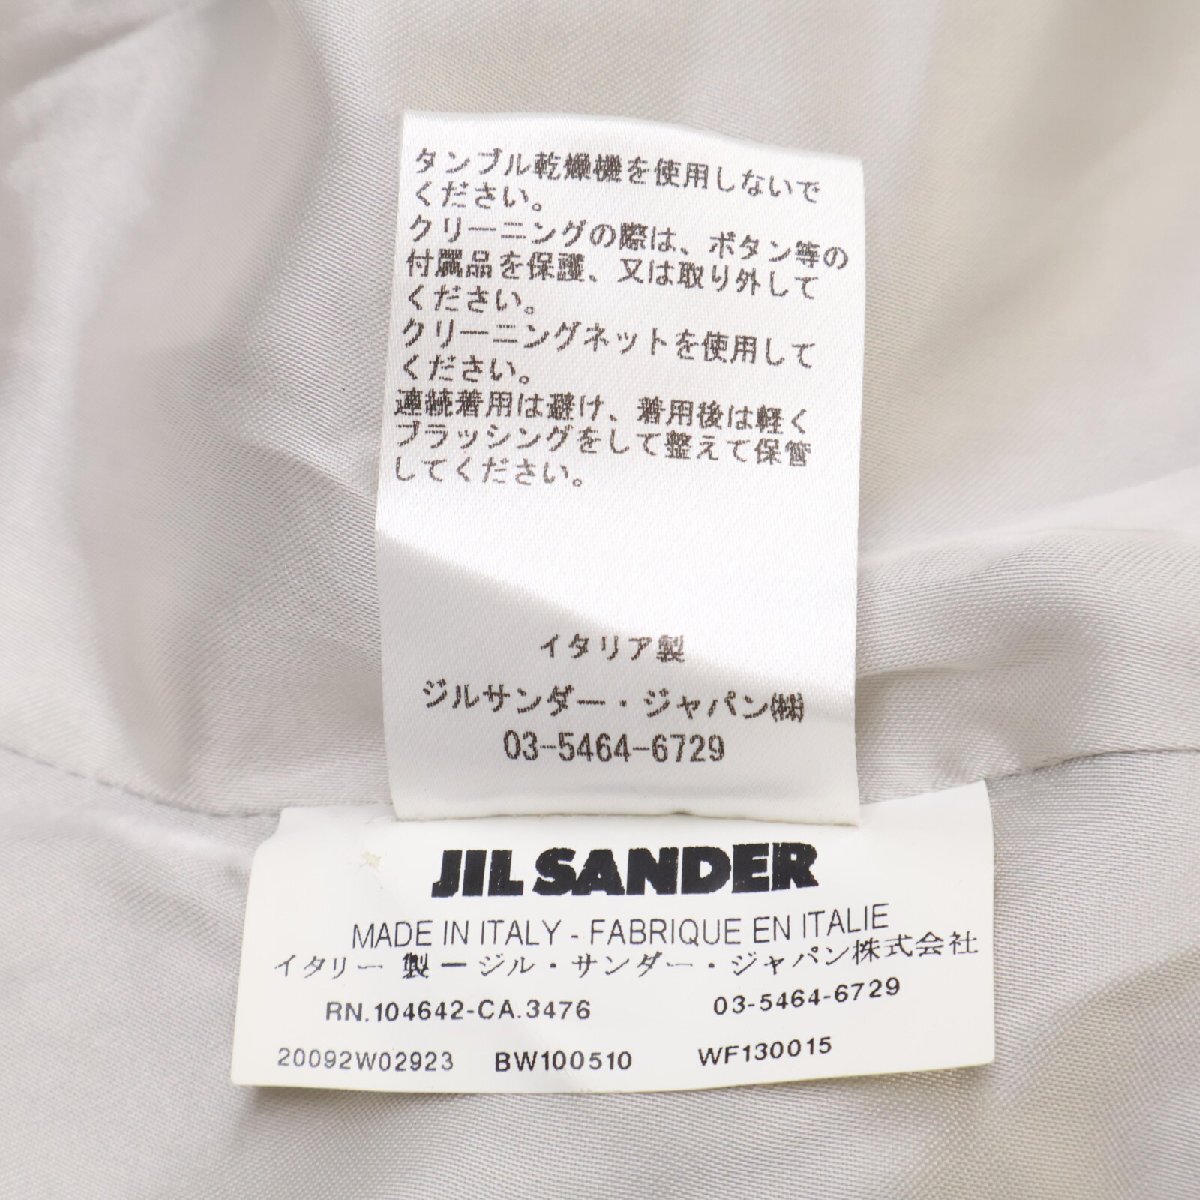 タンブル乾燥機を使用しないで
ください。
クリーニングの際は、ボタン等の
付属品を保護、又は取り外して
ください。
クリーニングネットを使用して
ください。
連続着用は避け、着用後は軽く
ブラッシングをして整えて保管
してください。
イタリア製
ジルサンダー・ジャパン㈱
03-5464-6729
JIL SANDER
MADE IN ITALY - FABRIQUE EN ITALIE
イタリー 製 ー ジル・サンダー・ジャパン株式会社
RN.104642-CA.3476 03-5464-6729
20092W02923 BW100510 WF130015